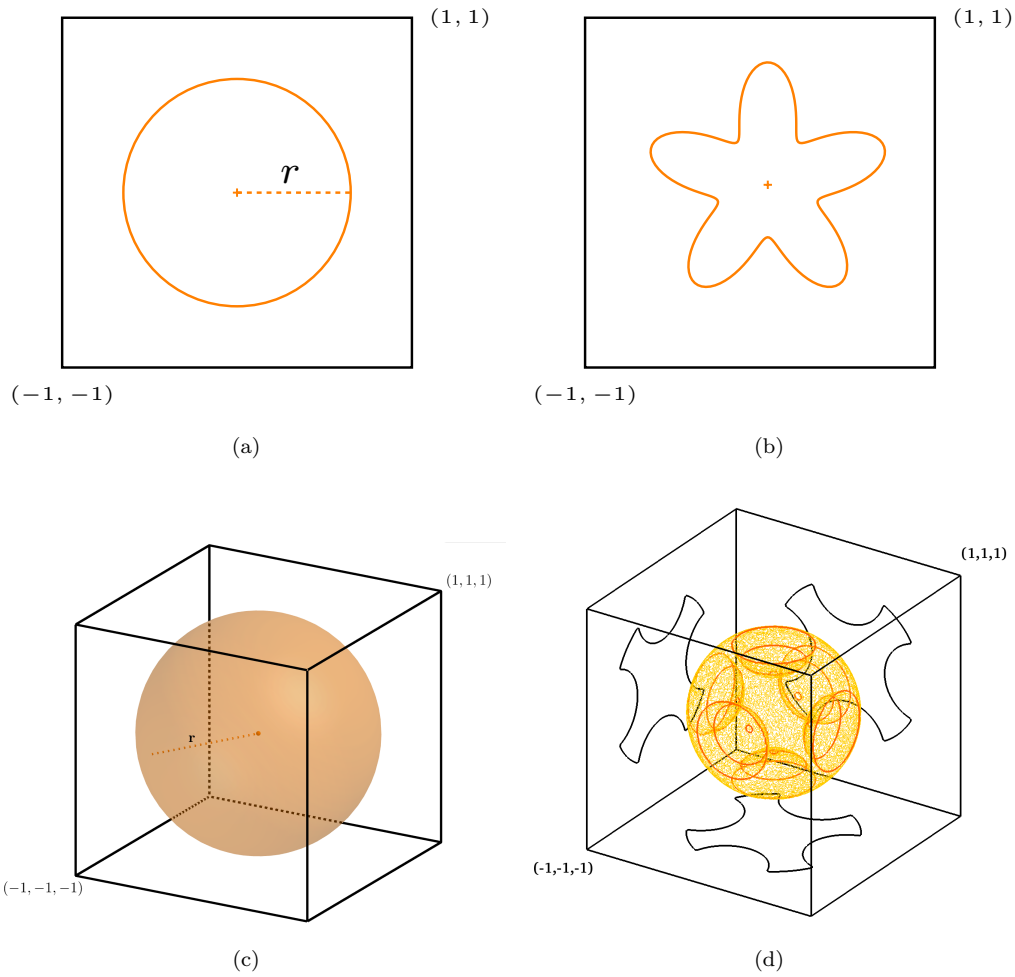 (1, 1)
(1, 1)
r
(−1, −1)
(−1, −1)
(a)
(b)
(1, 1, 1)
(1,1,1)
r
(−1, −1, −1)
(-1,-1,-1)
(c)
(d)